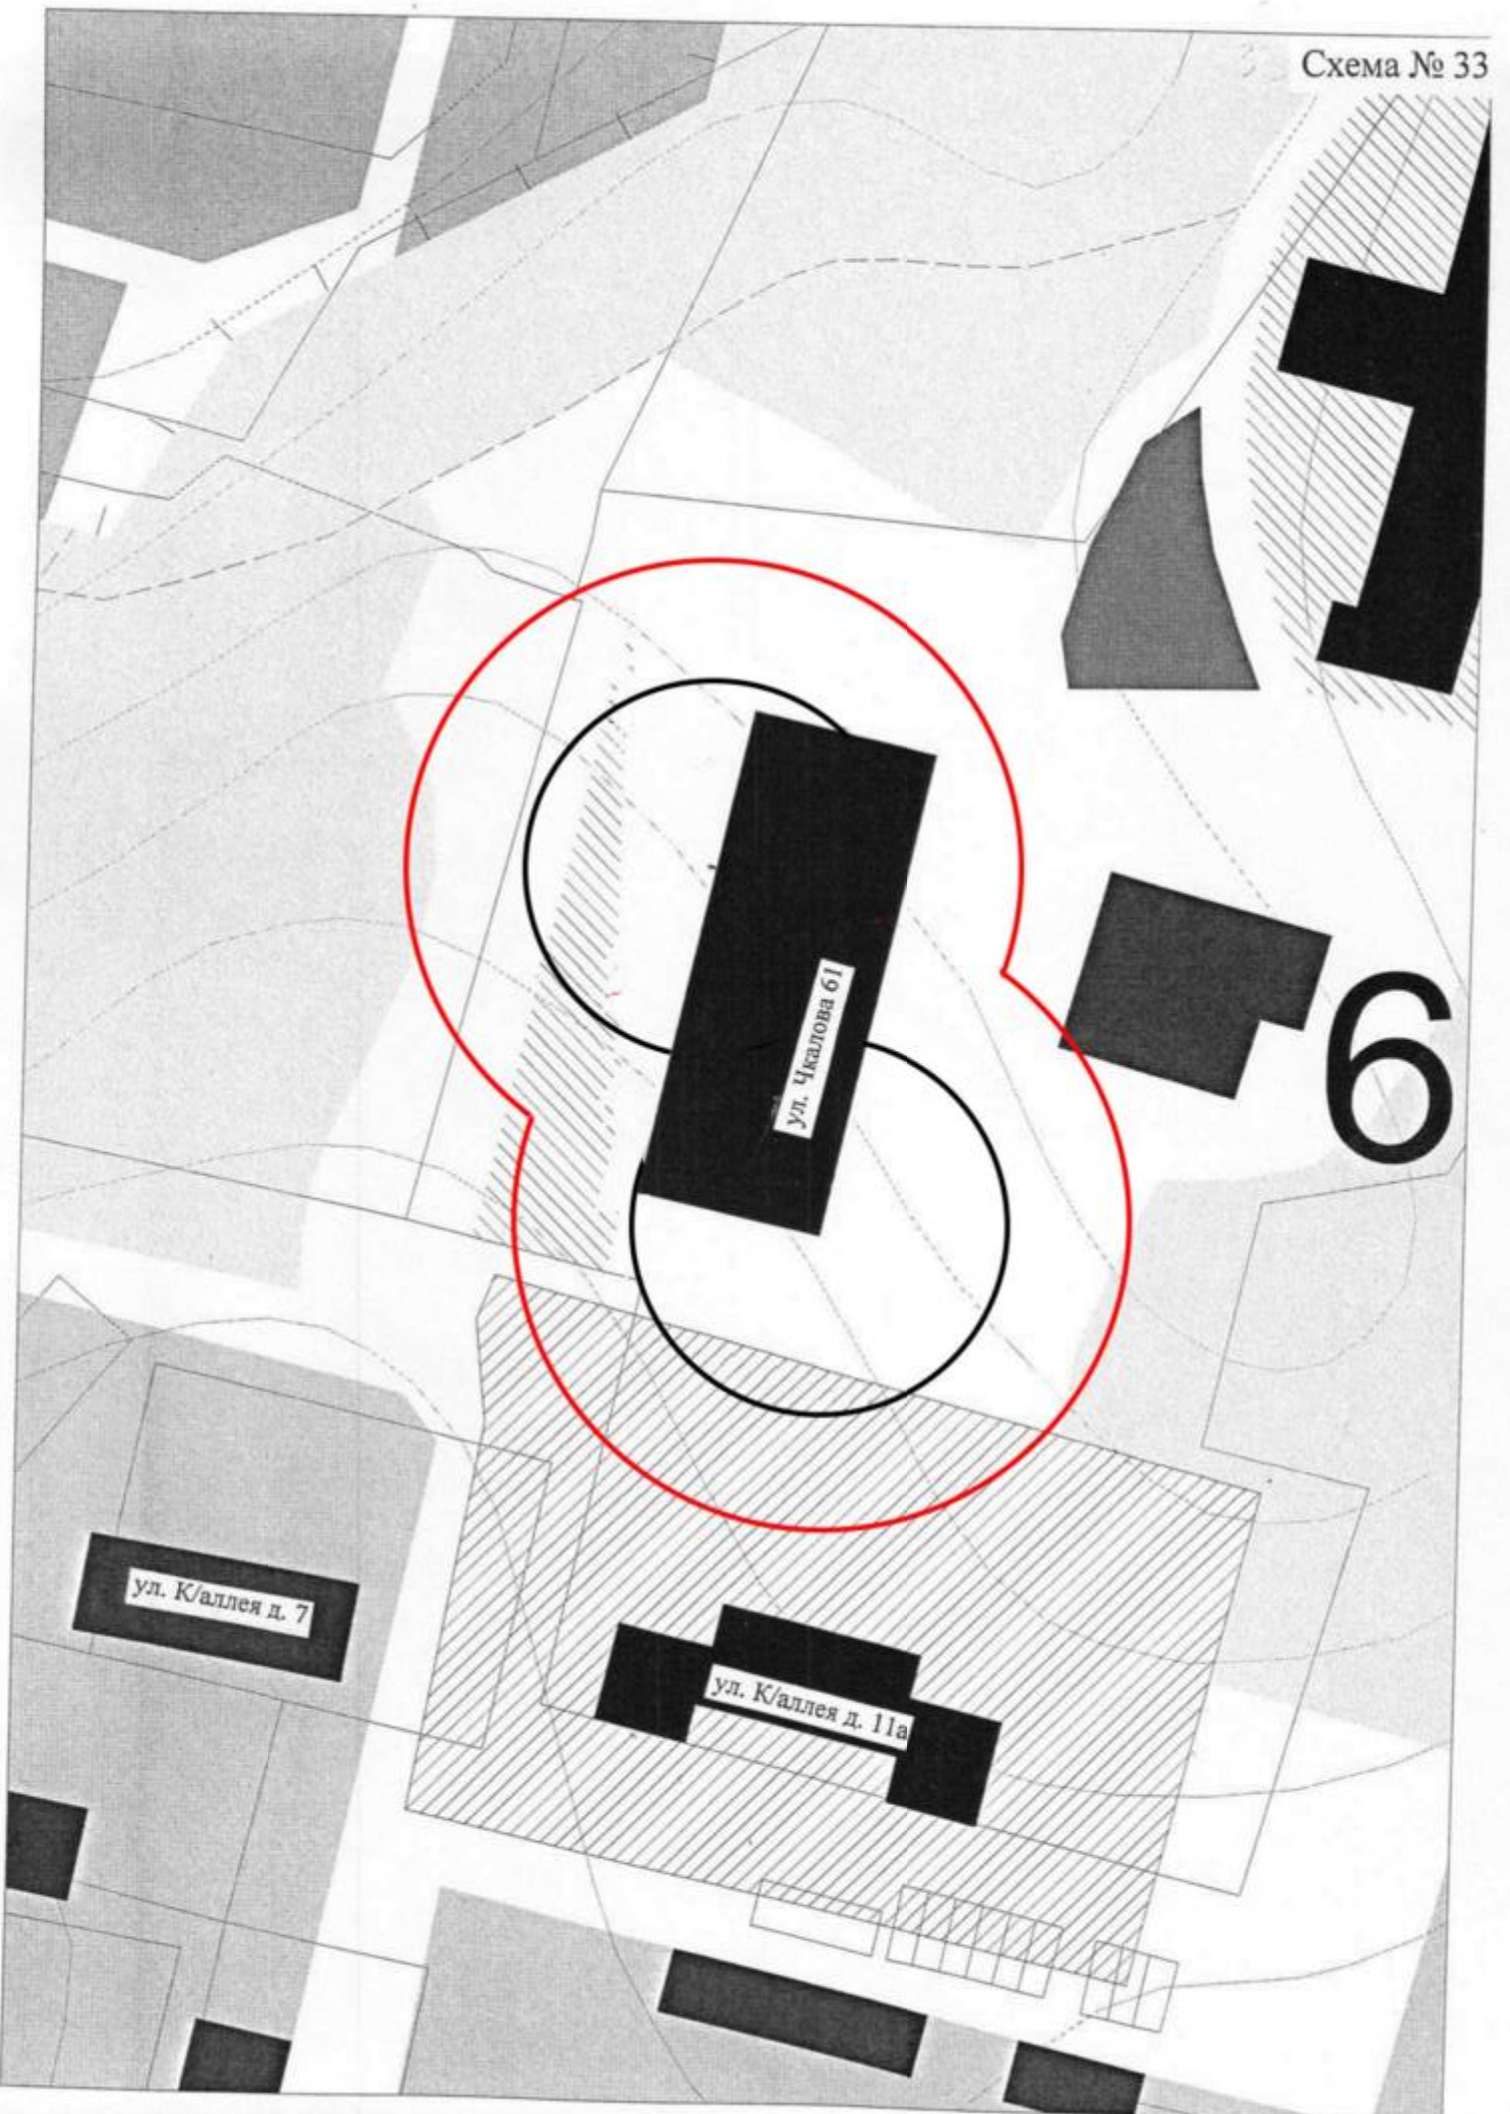 Схема № 33
ул. Чкалова 61
6
ул. К/аллея д. 7
ул. К/аллея д. 11а